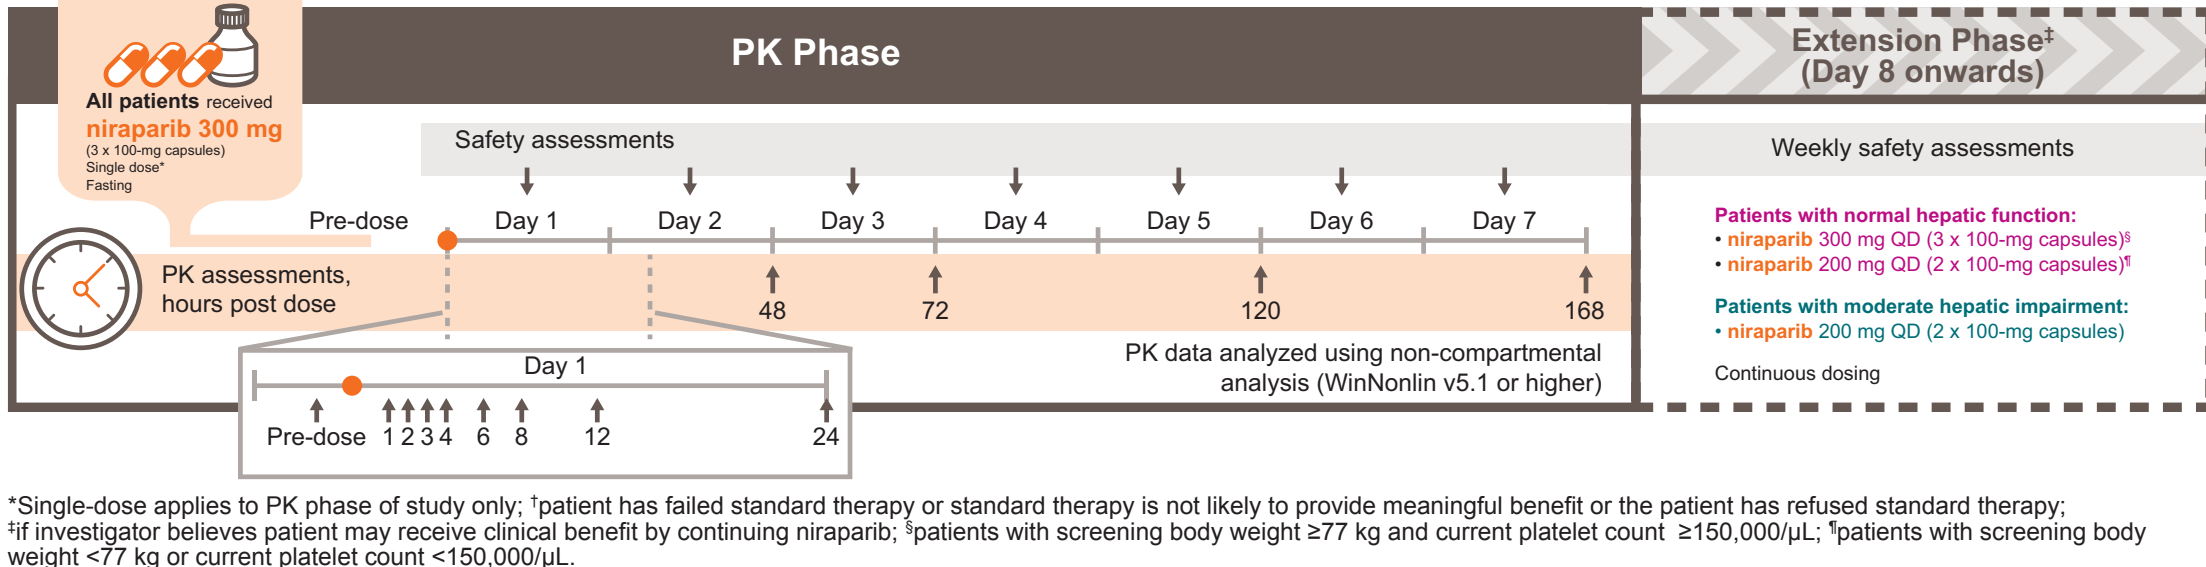 PK Phase
Extension Phase‡
(Day 8 onwards)
All patients received
niraparib 300 mg
(3 x 100-mg capsules)
Single dose*
Fasting
Safety assessments
Weekly safety assessments
Pre-dose
Day 1
Day 2
Day 3
Day 4
Day 5
Day 6
Day 7
PK assessments,
hours post dose
48
72
120
168
Day 1
Pre-dose
1
2
3
4
6
8
12
24
PK data analyzed using non-compartmental
analysis (WinNonlin v5.1 or higher)
Patients with normal hepatic function:
• niraparib 300 mg QD (3 x 100-mg capsules)§
• niraparib 200 mg QD (2 x 100-mg capsules)¶
Patients with moderate hepatic impairment:
• niraparib 200 mg QD (2 x 100-mg capsules)
Continuous dosing
*Single-dose applies to PK phase of study only; †patient has failed standard therapy or standard therapy is not likely to provide meaningful benefit or the patient has refused standard therapy;
‡if investigator believes patient may receive clinical benefit by continuing niraparib; §patients with screening body weight ≥77 kg and current platelet count ≥150,000/µL; ¶patients with screening body
weight <77 kg or current platelet count <150,000/µL.